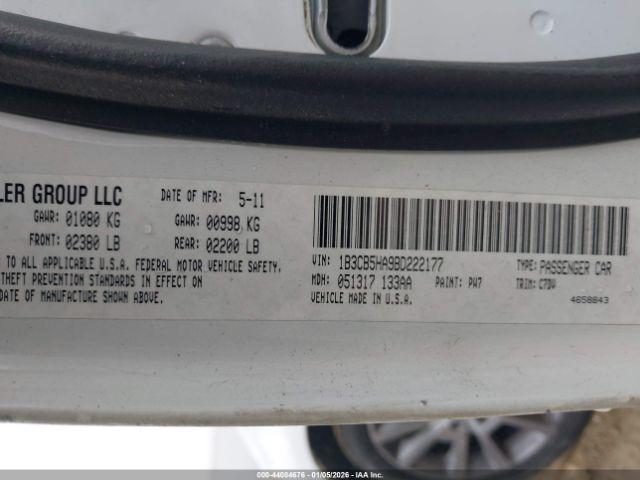 LER GROUP LLC DATE OF MFR: 5-11
GAWR: 01080 KG GAWR: 00998 KG
FRONT: 02380 LB REAR: 02200 LB
TO ALL APPLICABLE U.S.A. FEDERAL MOTOR VEHICLE SAFETY,
THEFT PREVENTION STANDARDS IN EFFECT ON
DATE OF MANUFACTURE SHOWN ABOVE.
VIN: 1B3CB5HA9BD222177 TYPE: PASSENGER CAR
MDH: 051317 133AA PAINT: PW7 TRIM: C7DV
VEHICLE MADE IN U.S.A. 4658843
000-44084676 - 01/05/2026 - IAA Inc.